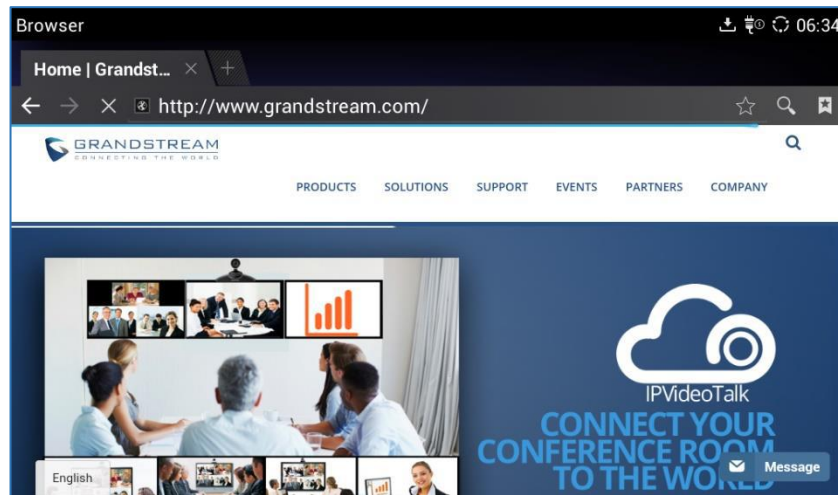 Browser 06:34
Home | Grandst...
http://www.grandstream.com/
GRANDSTREAM
CONNECTING THE WORLD
PRODUCTS SOLUTIONS SUPPORT EVENTS PARTNERS COMPANY
IPVideoTalk
CONNECT YOUR
CONFERENCE ROOM
TO THE WORLD
English
Message